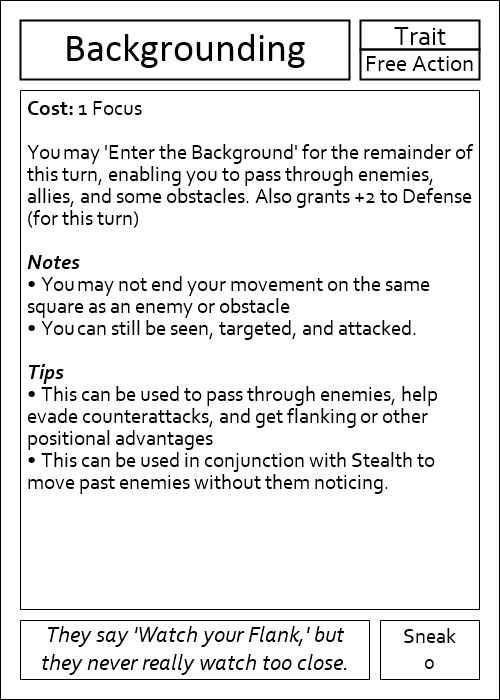 Backgrounding
Trait
Free Action
Cost: 1 Focus
You may 'Enter the Background' for the remainder of
this turn, enabling you to pass through enemies,
allies, and some obstacles. Also grants +2 to Defense
(for this turn)
Notes
• You may not end your movement on the same
square as an enemy or obstacle
• You can still be seen, targeted, and attacked.
Tips
• This can be used to pass through enemies, help
evade counterattacks, and get flanking or other
positional advantages
• This can be used in conjunction with Stealth to
move past enemies without them noticing.
They say 'Watch your Flank,' but
they never really watch too close.
Sneak
0